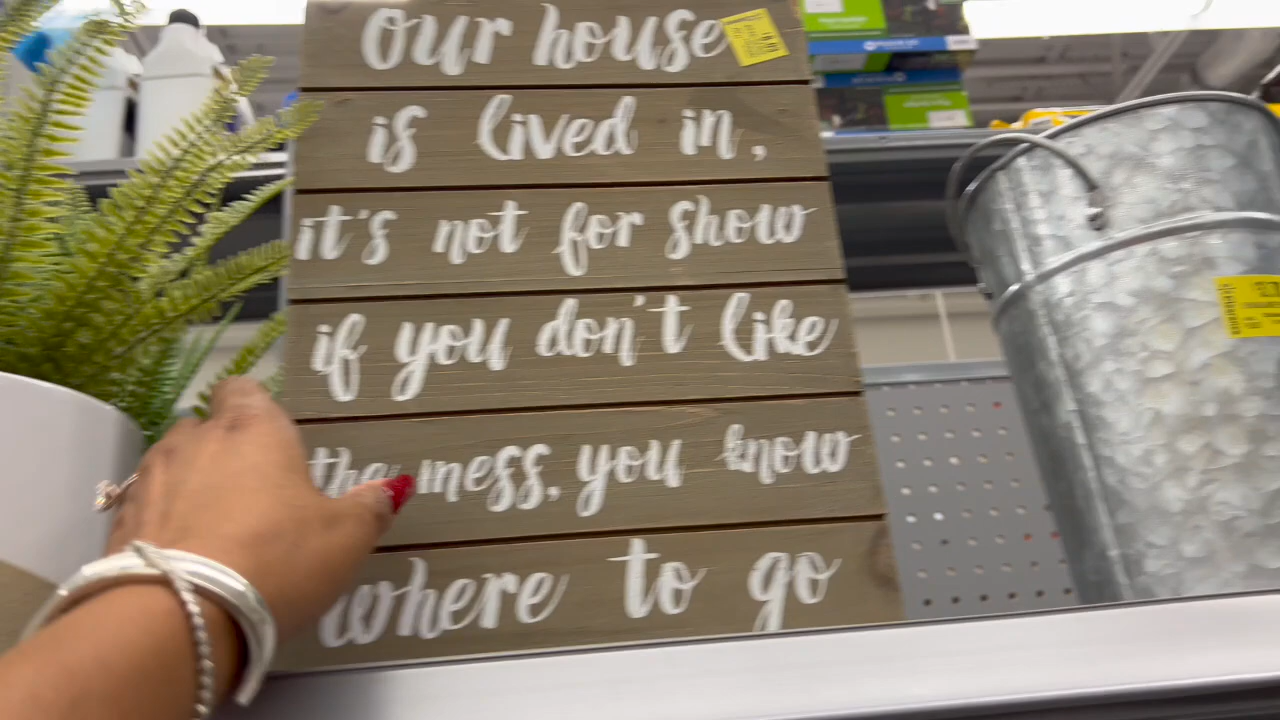 our house
is lived in,
it's not for show
if you don't like
the mess, you know
where to go